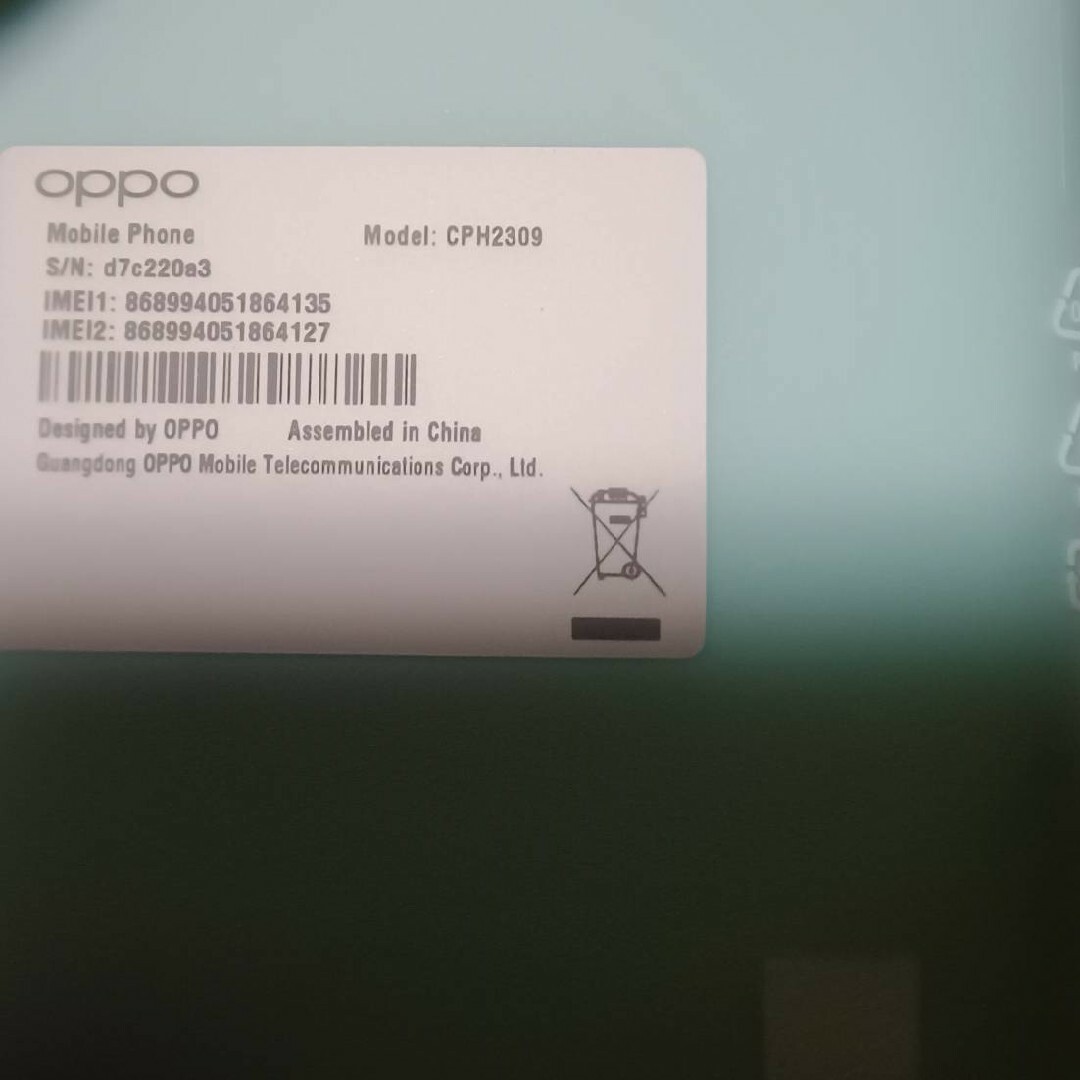 oppo
Mobile Phone Model: CPH2309
S/N: d7c220a3
IMEI1: 868994051864135
IMEI2: 868994051864127
Designed by OPPO Assembled in China
Guangdong OPPO Mobile Telecommunications Corp., Ltd.